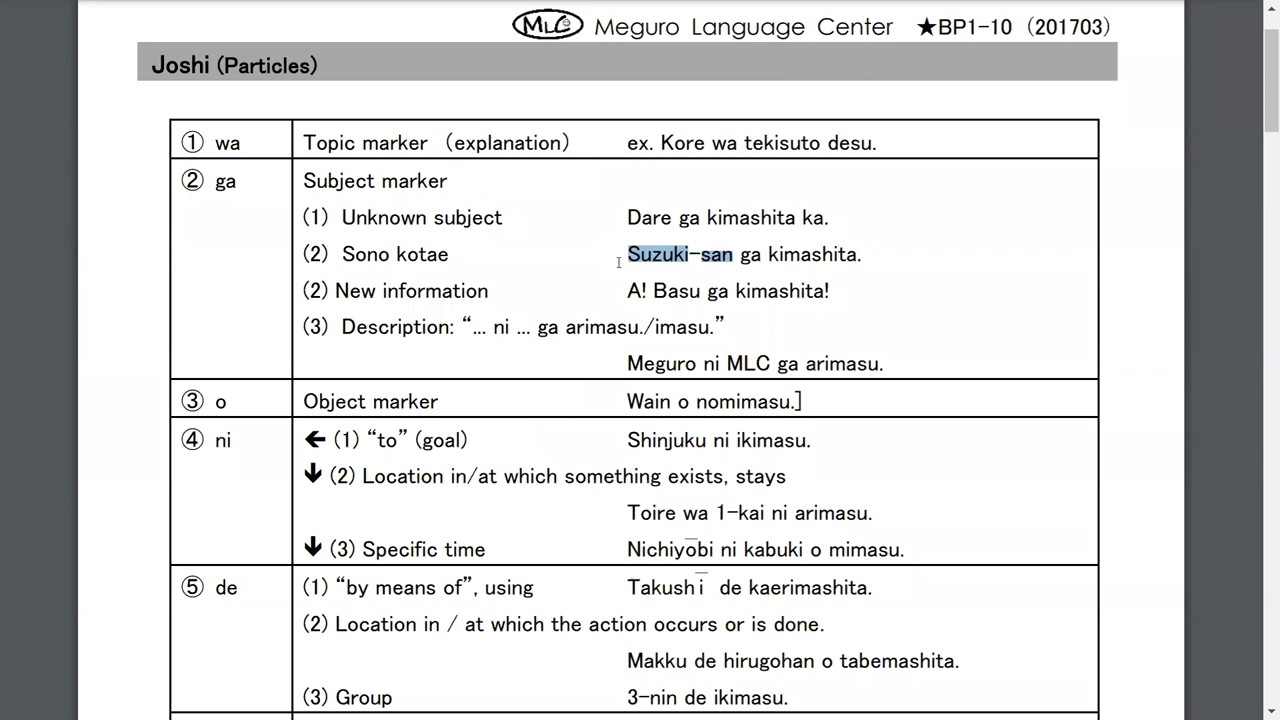 MLC Meguro Language Center ★BP1-10 (201703)
Joshi (Particles)
① wa Topic marker (explanation) ex. Kore wa tekisuto desu.
② ga Subject marker
(1) Unknown subject Dare ga kimashita ka.
(2) Sono kotae Suzuki-san ga kimashita.
(2) New information A! Basu ga kimashita!
(3) Description: “... ni ... ga arimasu./imasu.”
Meguro ni MLC ga arimasu.
③ o Object marker Wain o nomimasu.]
④ ni ← (1) “to” (goal) Shinjuku ni ikimasu.
↓ (2) Location in/at which something exists, stays
Toire wa 1-kai ni arimasu.
↓ (3) Specific time Nichiyōbi ni kabuki o mimasu.
⑤ de (1) “by means of”, using Takushī de kaerimashita.
(2) Location in / at which the action occurs or is done.
Makku de hirugohan o tabemashita.
(3) Group 3-nin de ikimasu.